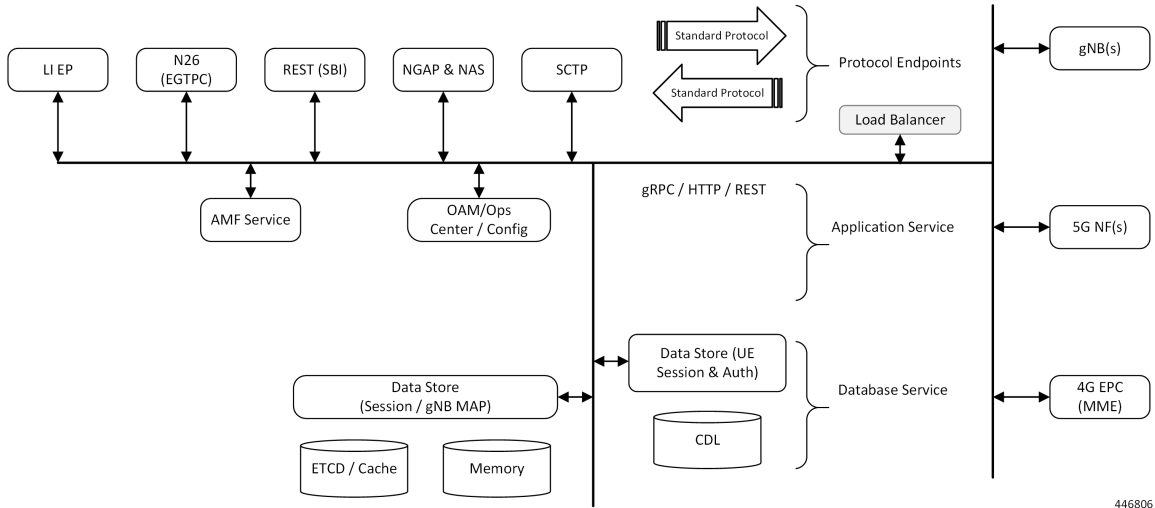 LI EP
N26
(EGTPC)
REST (SBI)
NGAP & NAS
SCTP
Standard Protocol
Standard Protocol
Protocol Endpoints
gNB(s)
Load Balancer
AMF Service
OAM/Ops
Center / Config
gRPC / HTTP / REST
Application Service
5G NF(s)
Data Store (UE
Session & Auth)
Data Store
(Session / gNB MAP)
Database Service
4G EPC
(MME)
CDL
ETCD / Cache
Memory
446806